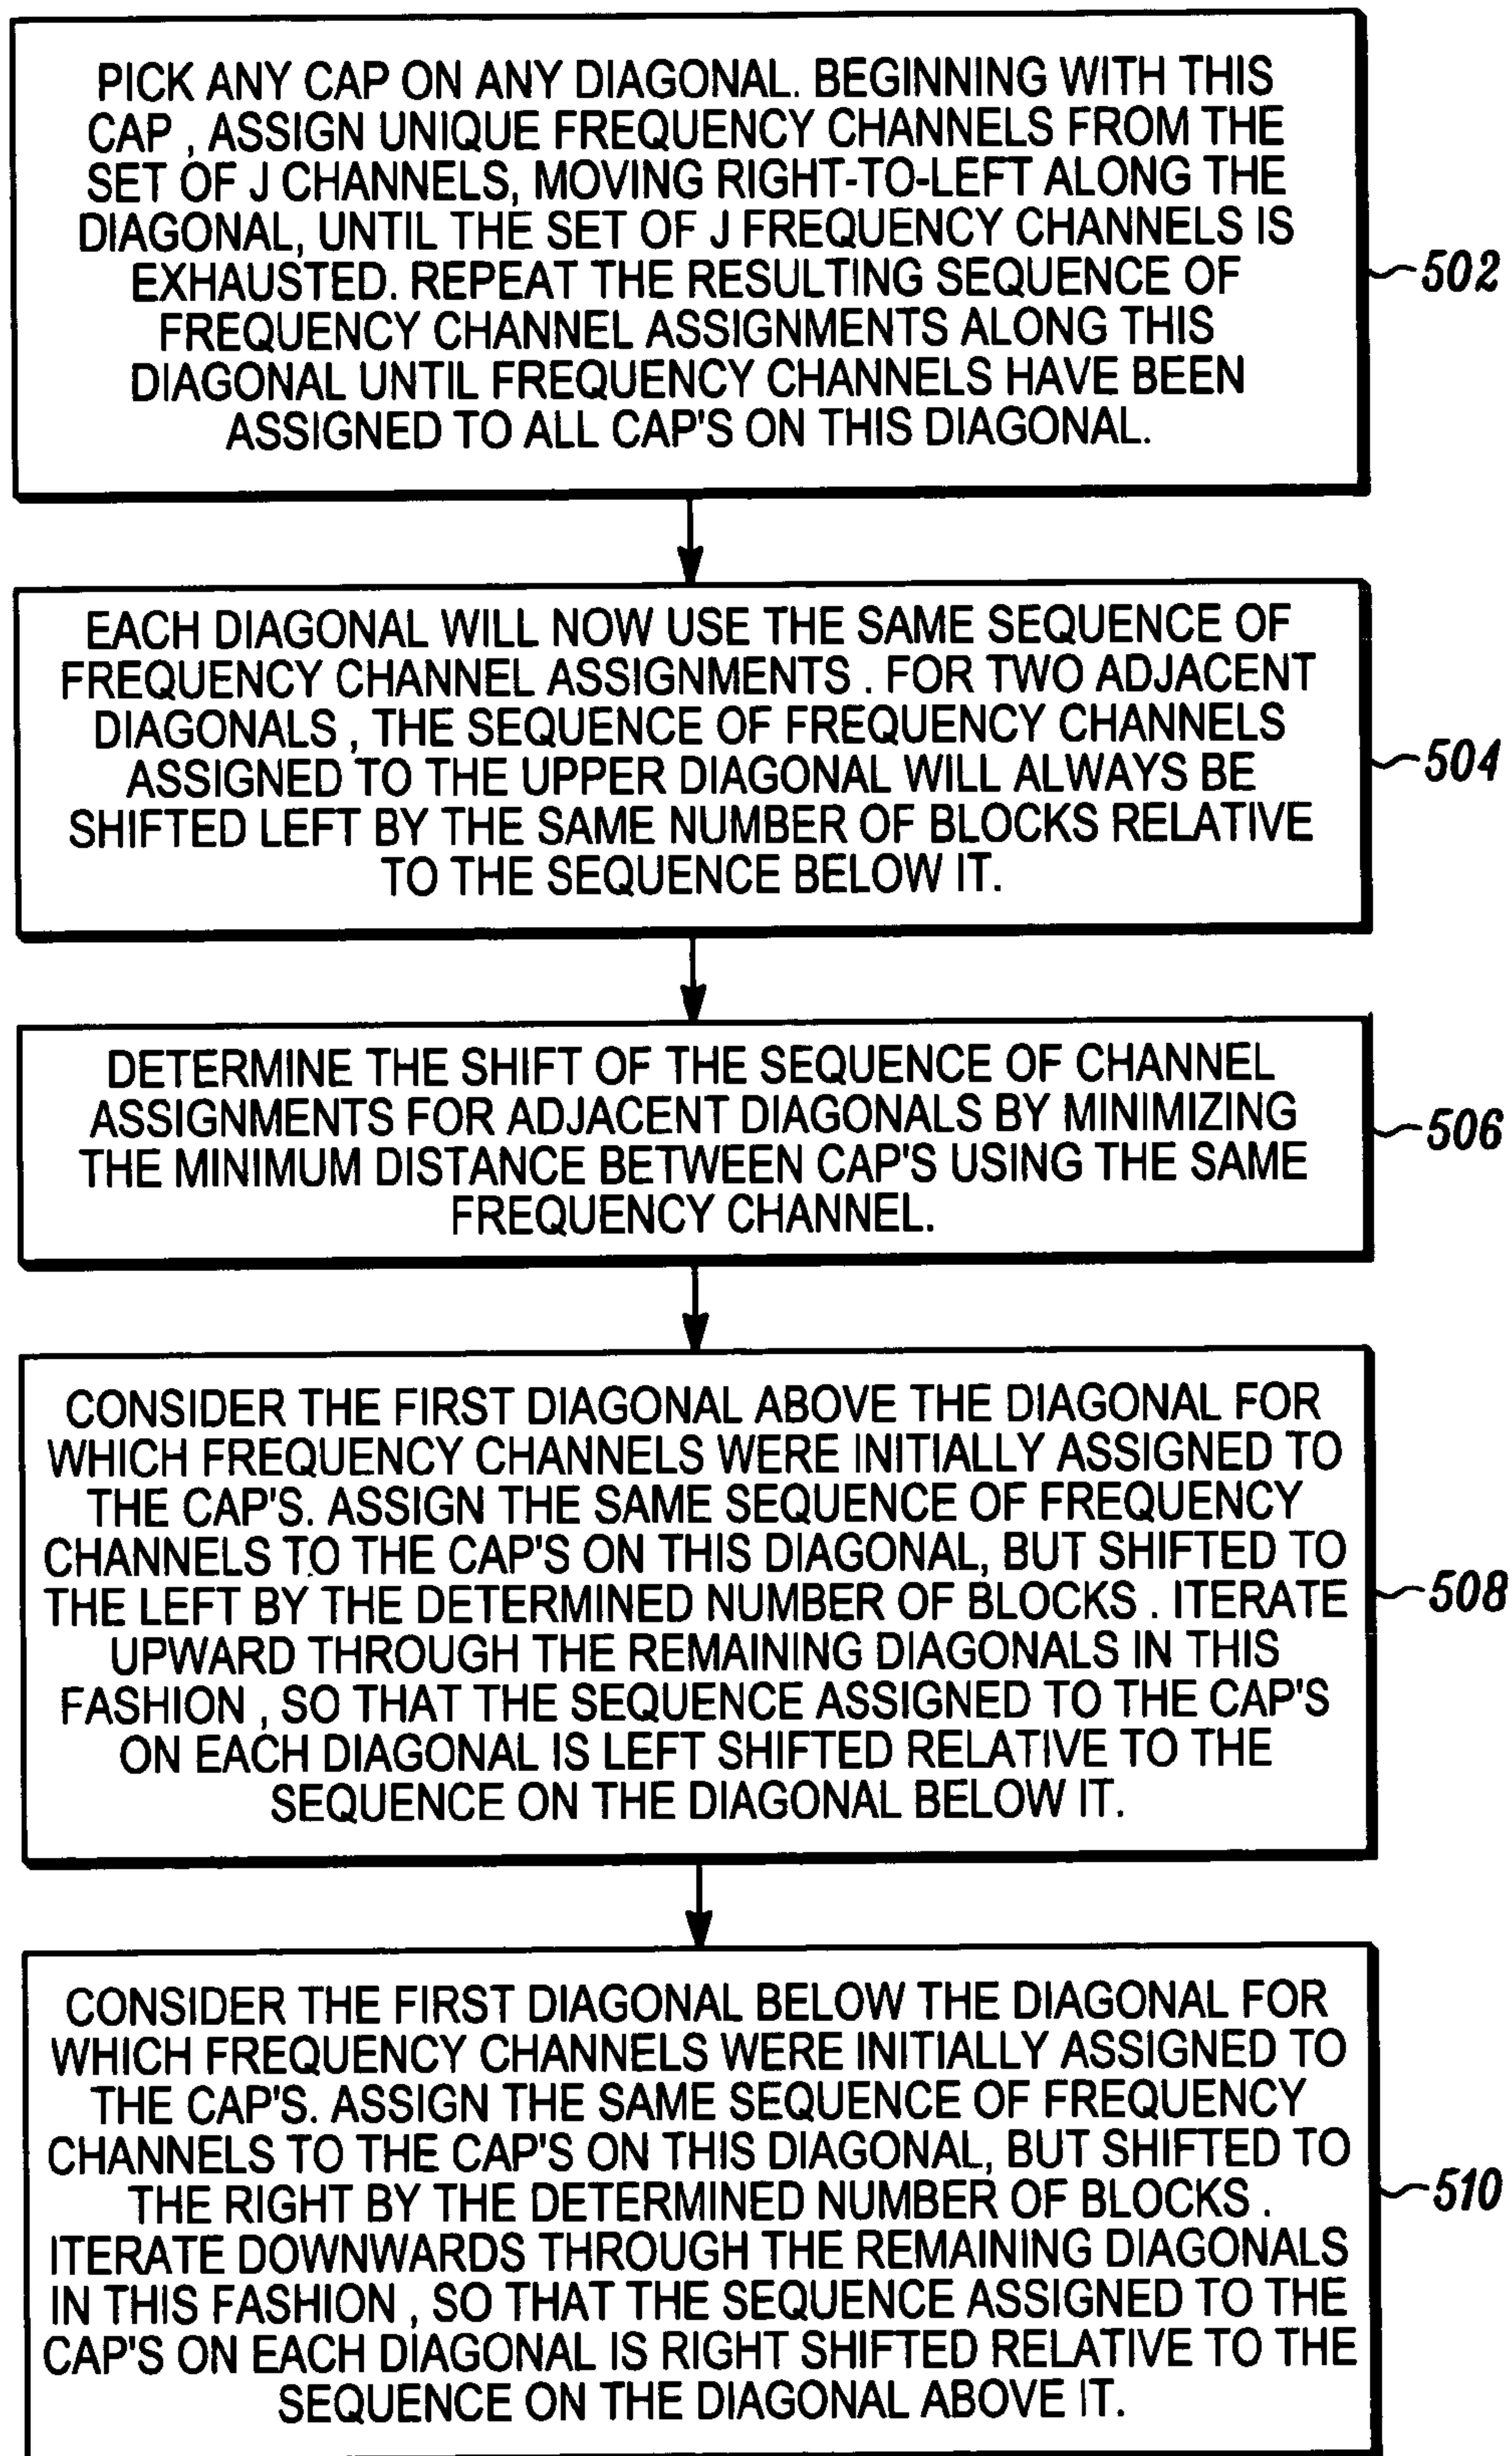 PICK ANY CAP ON ANY DIAGONAL. BEGINNING WITH THIS
CAP , ASSIGN UNIQUE FREQUENCY CHANNELS FROM THE
SET OF J CHANNELS, MOVING RIGHT-TO-LEFT ALONG THE
DIAGONAL, UNTIL THE SET OF J FREQUENCY CHANNELS IS
EXHAUSTED. REPEAT THE RESULTING SEQUENCE OF
FREQUENCY CHANNEL ASSIGNMENTS ALONG THIS
DIAGONAL UNTIL FREQUENCY CHANNELS HAVE BEEN
ASSIGNED TO ALL CAP'S ON THIS DIAGONAL.
502
EACH DIAGONAL WILL NOW USE THE SAME SEQUENCE OF
FREQUENCY CHANNEL ASSIGNMENTS . FOR TWO ADJACENT
DIAGONALS , THE SEQUENCE OF FREQUENCY CHANNELS
ASSIGNED TO THE UPPER DIAGONAL WILL ALWAYS BE
SHIFTED LEFT BY THE SAME NUMBER OF BLOCKS RELATIVE
TO THE SEQUENCE BELOW IT.
504
DETERMINE THE SHIFT OF THE SEQUENCE OF CHANNEL
ASSIGNMENTS FOR ADJACENT DIAGONALS BY MINIMIZING
THE MINIMUM DISTANCE BETWEEN CAP'S USING THE SAME
FREQUENCY CHANNEL.
506
CONSIDER THE FIRST DIAGONAL ABOVE THE DIAGONAL FOR
WHICH FREQUENCY CHANNELS WERE INITIALLY ASSIGNED TO
THE CAP'S. ASSIGN THE SAME SEQUENCE OF FREQUENCY
CHANNELS TO THE CAP'S ON THIS DIAGONAL, BUT SHIFTED TO
THE LEFT BY THE DETERMINED NUMBER OF BLOCKS . ITERATE
UPWARD THROUGH THE REMAINING DIAGONALS IN THIS
FASHION , SO THAT THE SEQUENCE ASSIGNED TO THE CAP'S
ON EACH DIAGONAL IS LEFT SHIFTED RELATIVE TO THE
SEQUENCE ON THE DIAGONAL BELOW IT.
508
CONSIDER THE FIRST DIAGONAL BELOW THE DIAGONAL FOR
WHICH FREQUENCY CHANNELS WERE INITIALLY ASSIGNED TO
THE CAP'S. ASSIGN THE SAME SEQUENCE OF FREQUENCY
CHANNELS TO THE CAP'S ON THIS DIAGONAL, BUT SHIFTED TO
THE RIGHT BY THE DETERMINED NUMBER OF BLOCKS .
ITERATE DOWNWARDS THROUGH THE REMAINING DIAGONALS
IN THIS FASHION , SO THAT THE SEQUENCE ASSIGNED TO THE
CAP'S ON EACH DIAGONAL IS RIGHT SHIFTED RELATIVE TO THE
SEQUENCE ON THE DIAGONAL ABOVE IT.
510